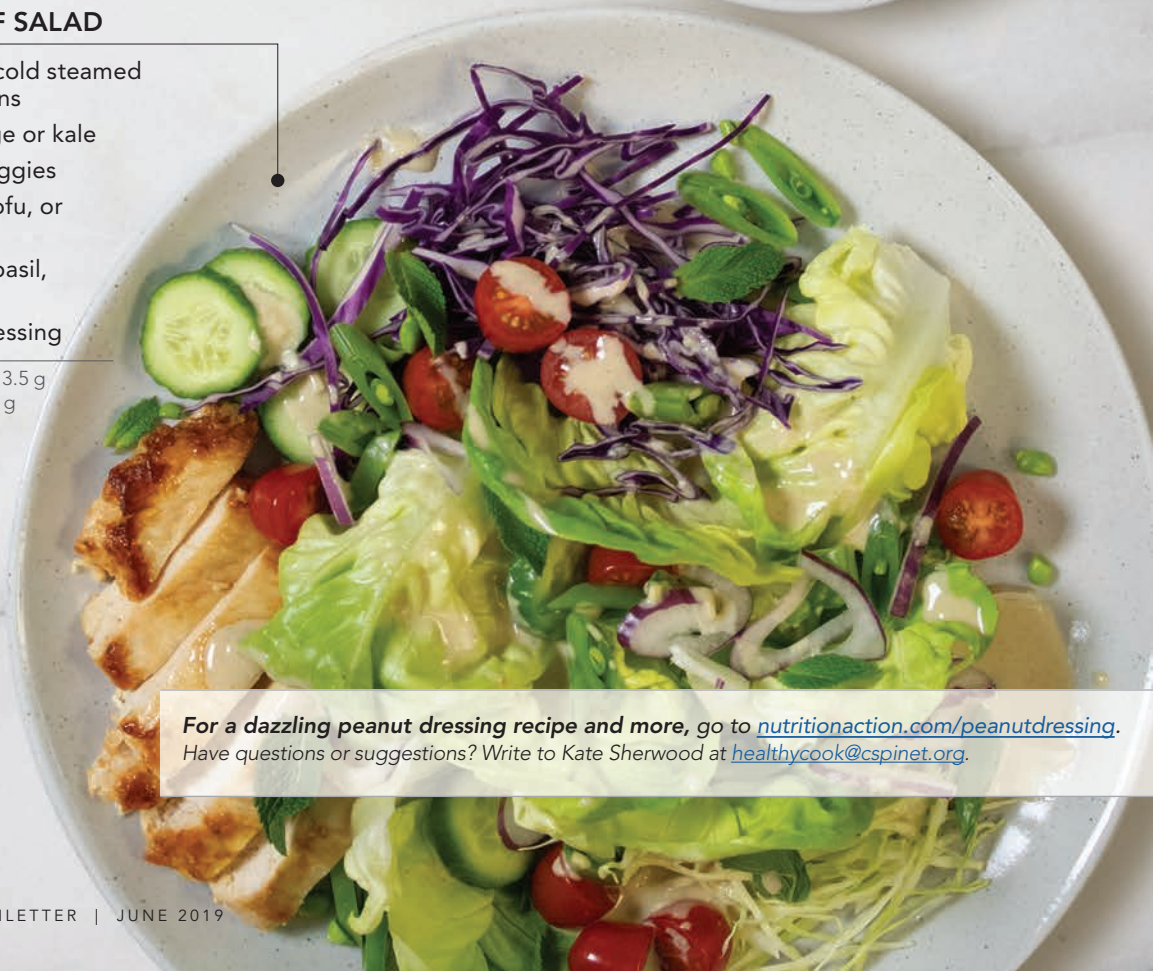 F SALAD
cold steamed
ns
ge or kale
ggies
ofu, or
basil,
essing
3.5 g
g
For a dazzling peanut dressing recipe and more, go to nutritionaction.com/peanutdressing.
Have questions or suggestions? Write to Kate Sherwood at healthycook@cspinet.org.
LETTER | JUNE 2019